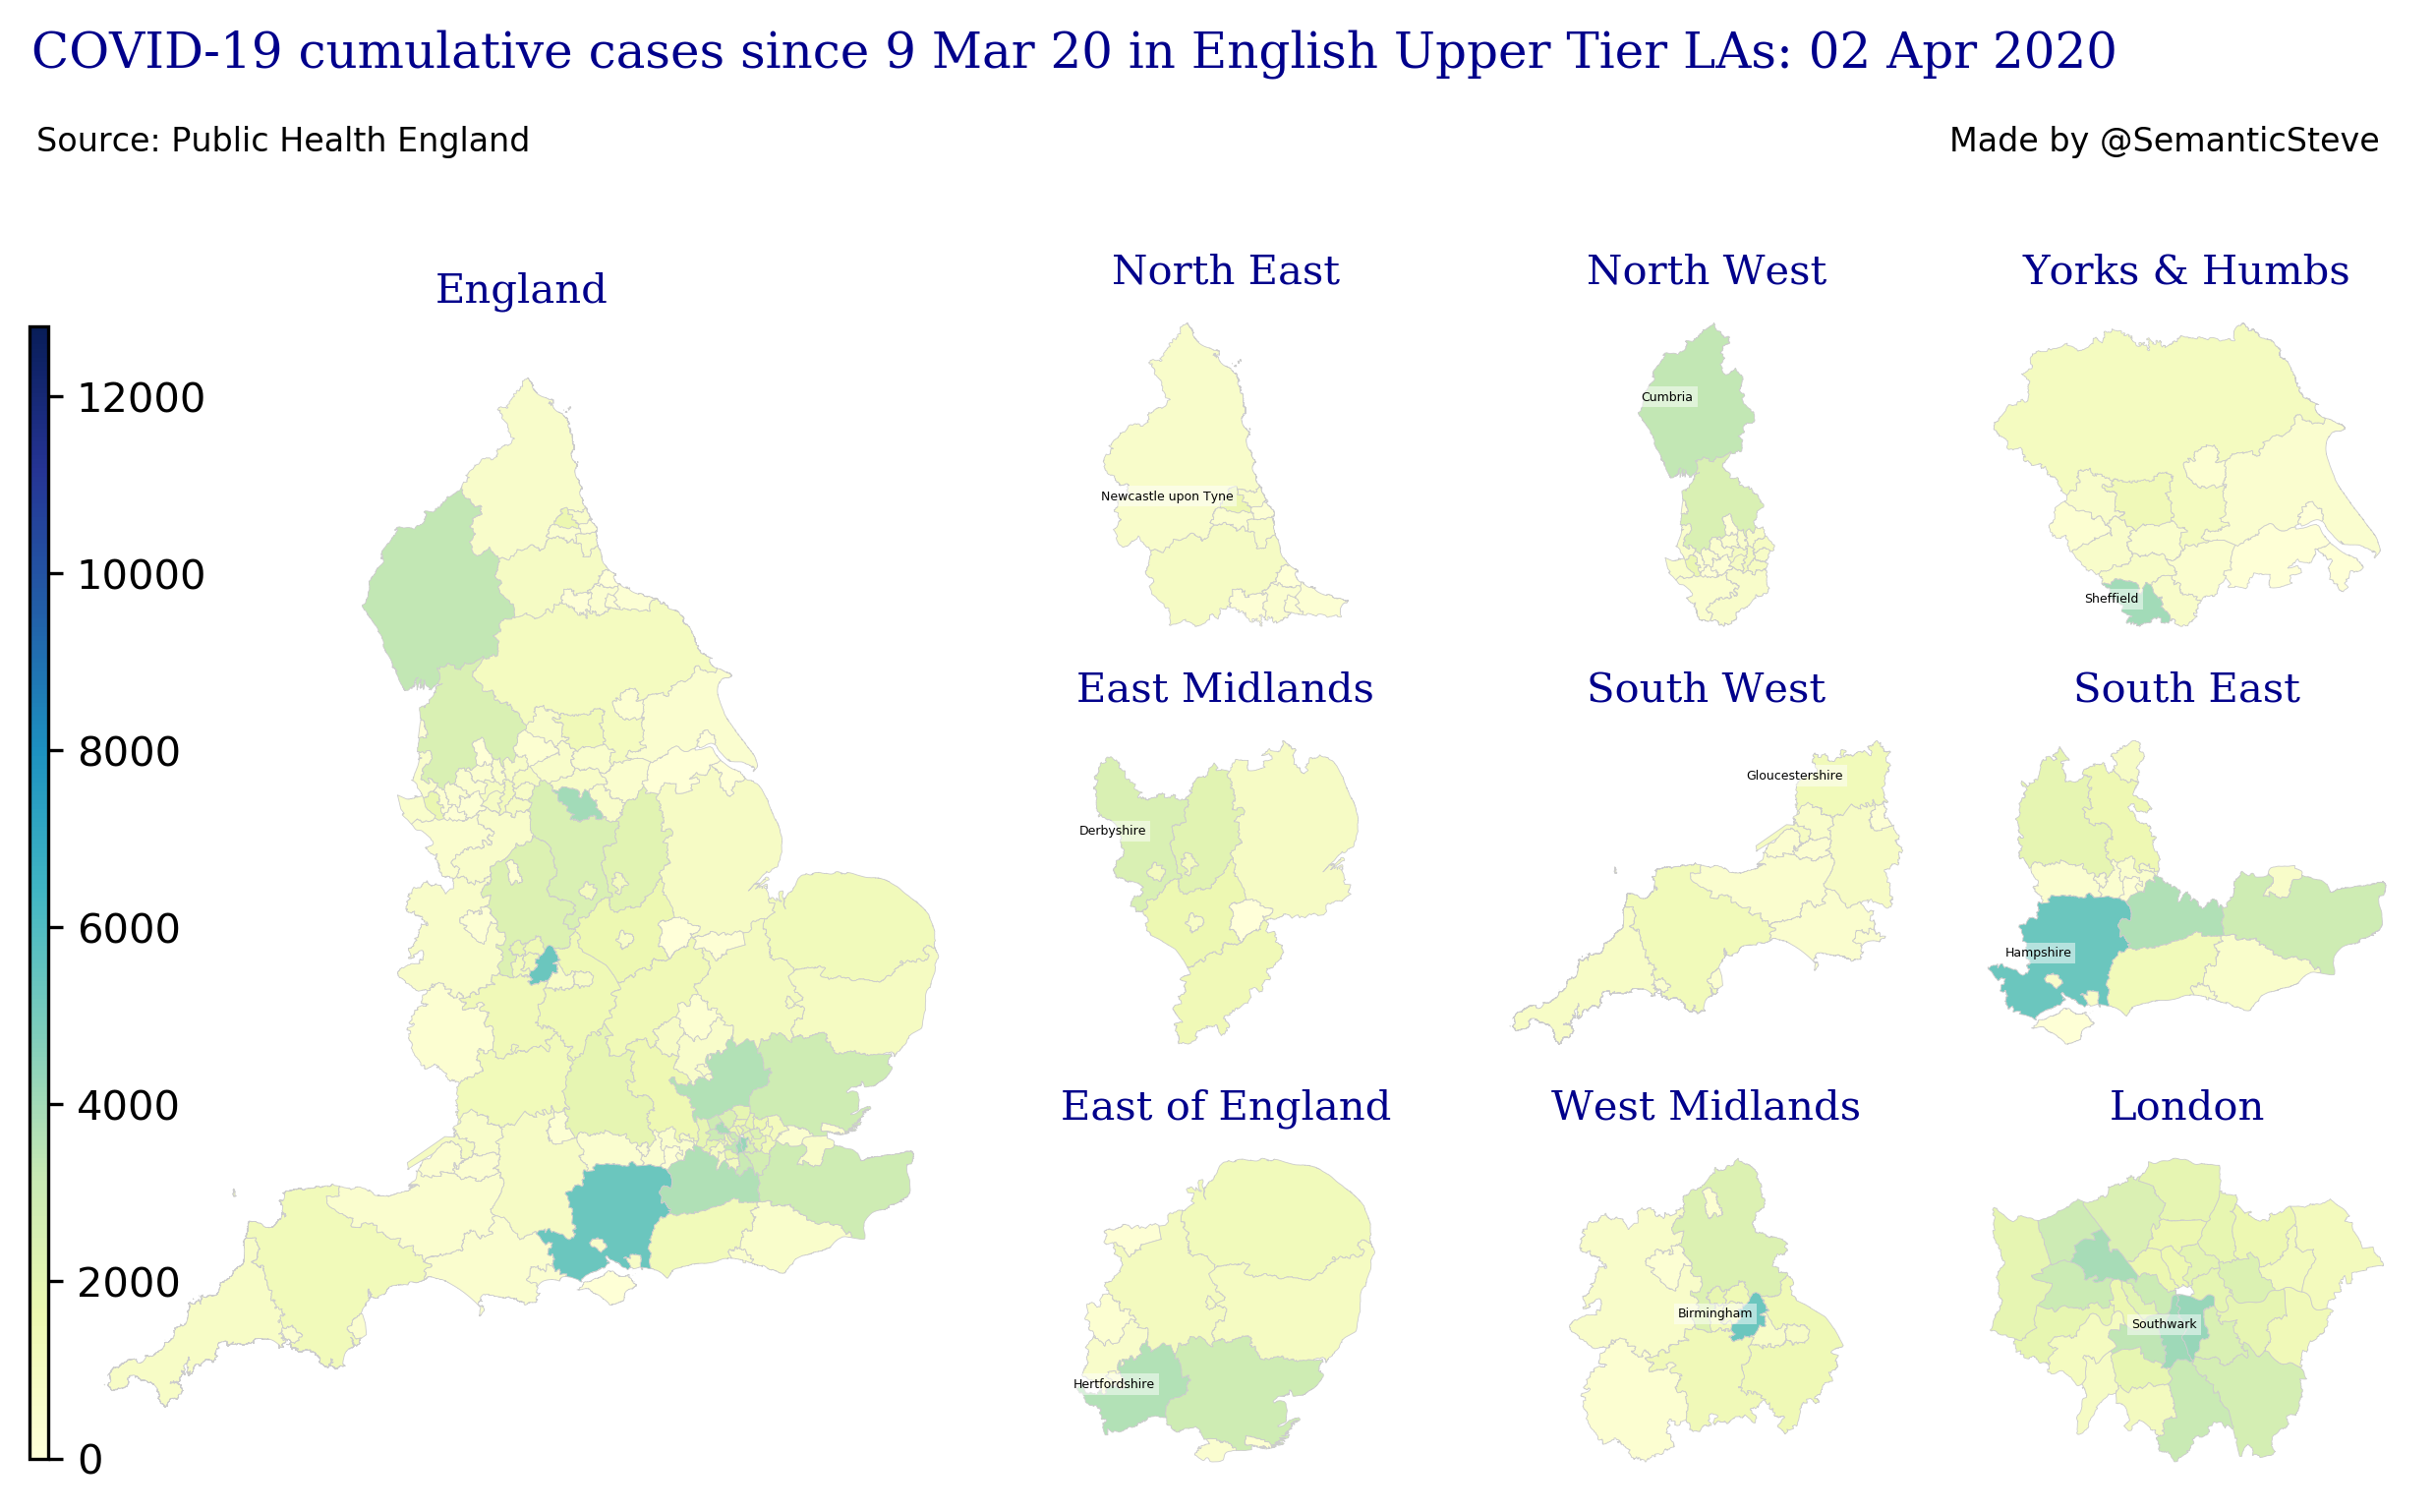 COVID-19 cumulative cases since 9 Mar 20 in English Upper Tier LAs: 02 Apr 2020
Source: Public Health England
Made by @SemanticSteve
England
12000
10000
8000
6000
4000
2000
0
North East
Newcastle upon Tyne
North West
Cumbria
Yorks & Humbs
Sheffield
East Midlands
Derbyshire
South West
Gloucestershire
South East
Hampshire
East of England
Hertfordshire
West Midlands
Birmingham
London
Southwark